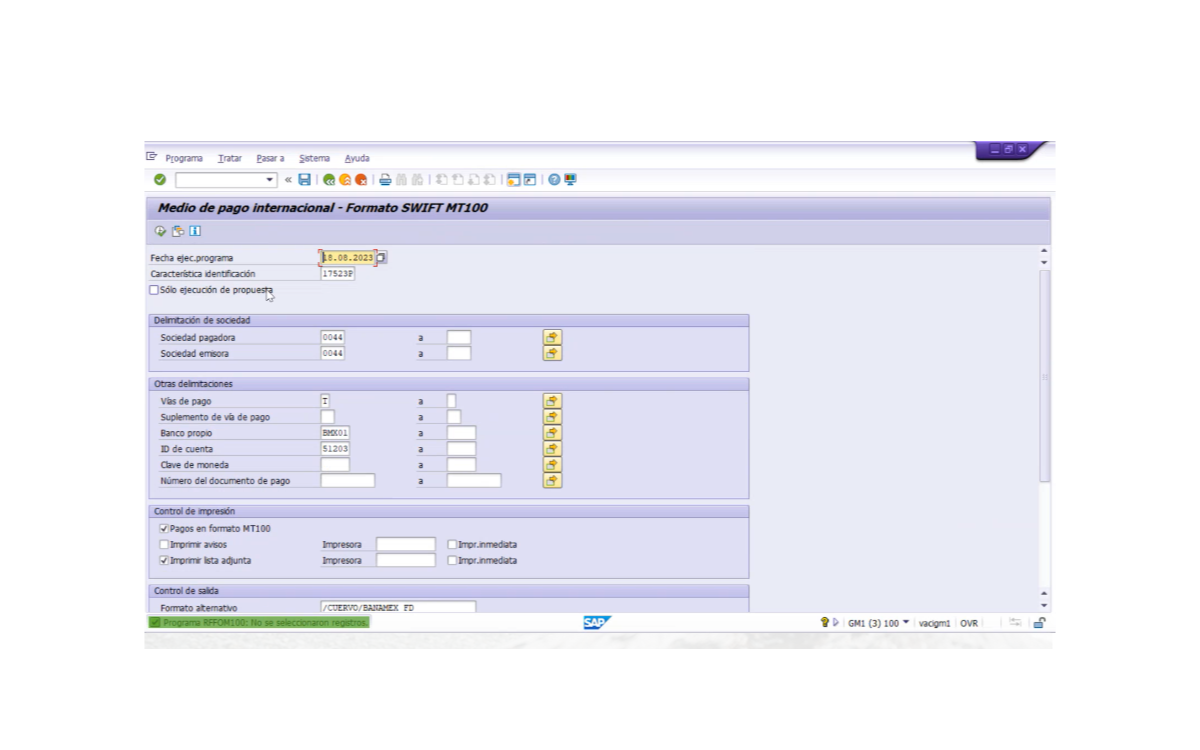 Programa Tratar Pasar a Sistema Ayuda
Medio de pago internacional - Formato SWIFT MT100
Fecha ejec.programa 18.08.2023
Característica identificación 17523P
Sólo ejecución de propuesta
Delimitación de sociedad
Sociedad pagadora 0044 a
Sociedad emisora 0044 a
Otras delimitaciones
Vías de pago T a
Suplemento de vía de pago a
Banco propio BMX01 a
ID de cuenta 51203 a
Clave de moneda a
Número del documento de pago a
Control de impresión
Pagos en formato MT100
Imprimir avisos Impresora Impr.inmediata
Imprimir lista adjunta Impresora Impr.inmediata
Control de salida
Formato alternativo /CUERVO/BANAMEX_FD
Programa RFFOM100: No se seleccionaron registros. SAP GM1 (3) 100 vacigm1 OVR